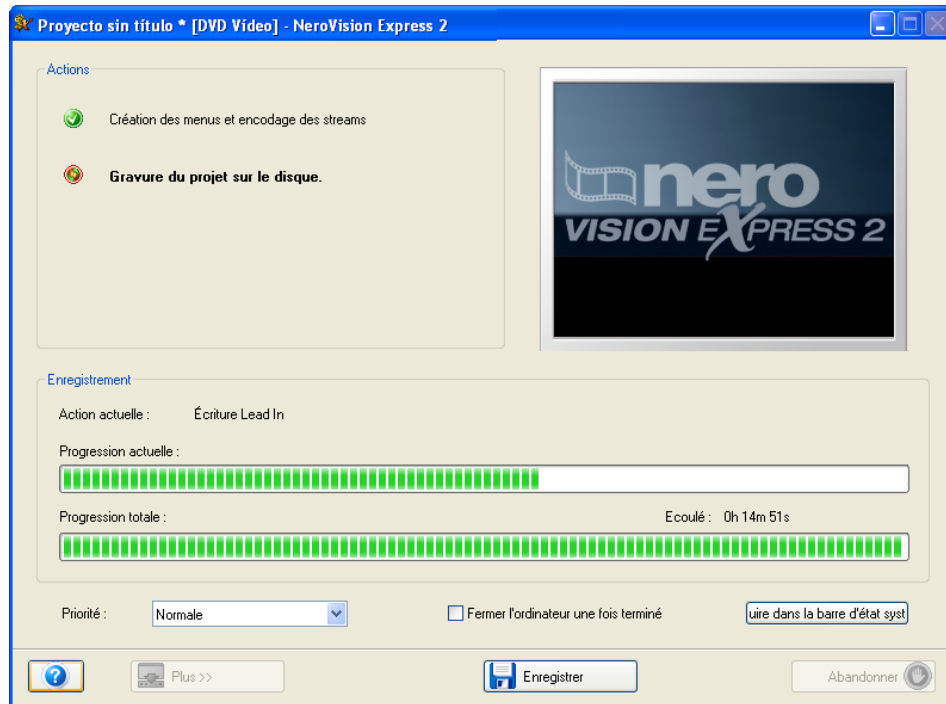 Proyecto sin título * [DVD Vídeo] - NeroVision Express 2
Actions
Création des menus et encodage des streams
Gravure du projet sur le disque.
nero
VISION EXPRESS 2
Enregistrement
Action actuelle : Écriture Lead In
Progression actuelle :
Progression totale : Ecoulé : 0h 14m 51s
Priorité : Normale Fermer l'ordinateur une fois terminé uire dans la barre d'état syst
? Plus >> Enregistrer Abandonner